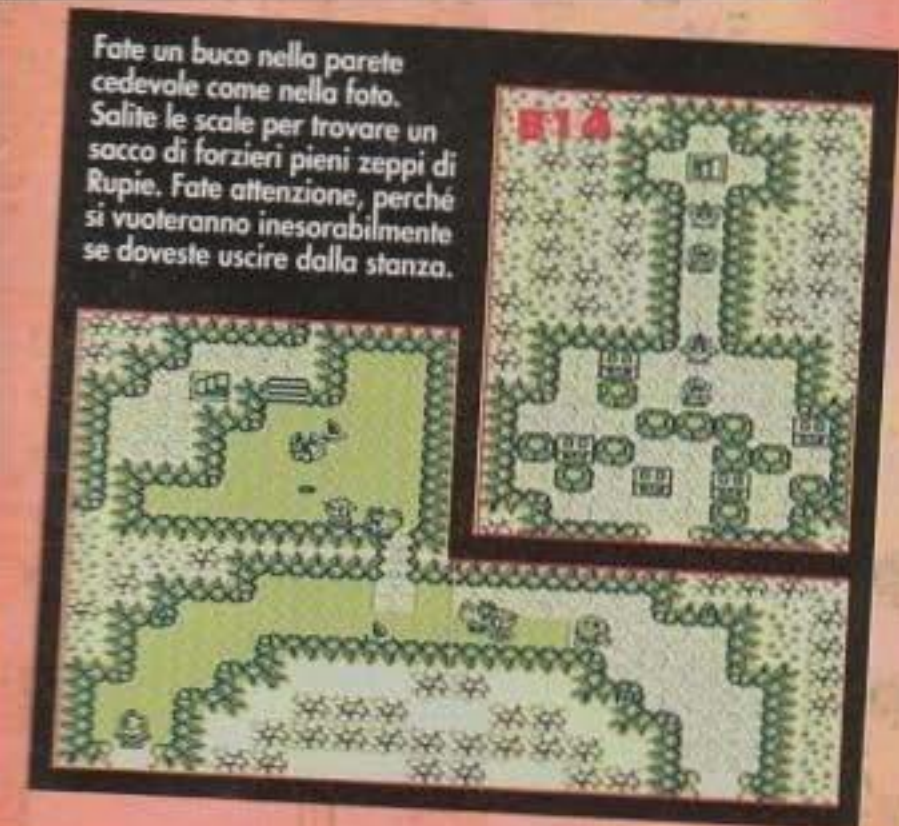 Fate un buco nella parete
cedevole come nella foto.
Salite le scale per trovare un
sacco di forzieri pieni zeppi di
Rupie. Fate attenzione, perché
si vuoteranno inesorabilmente
se doveste uscire dalla stanza.
B14